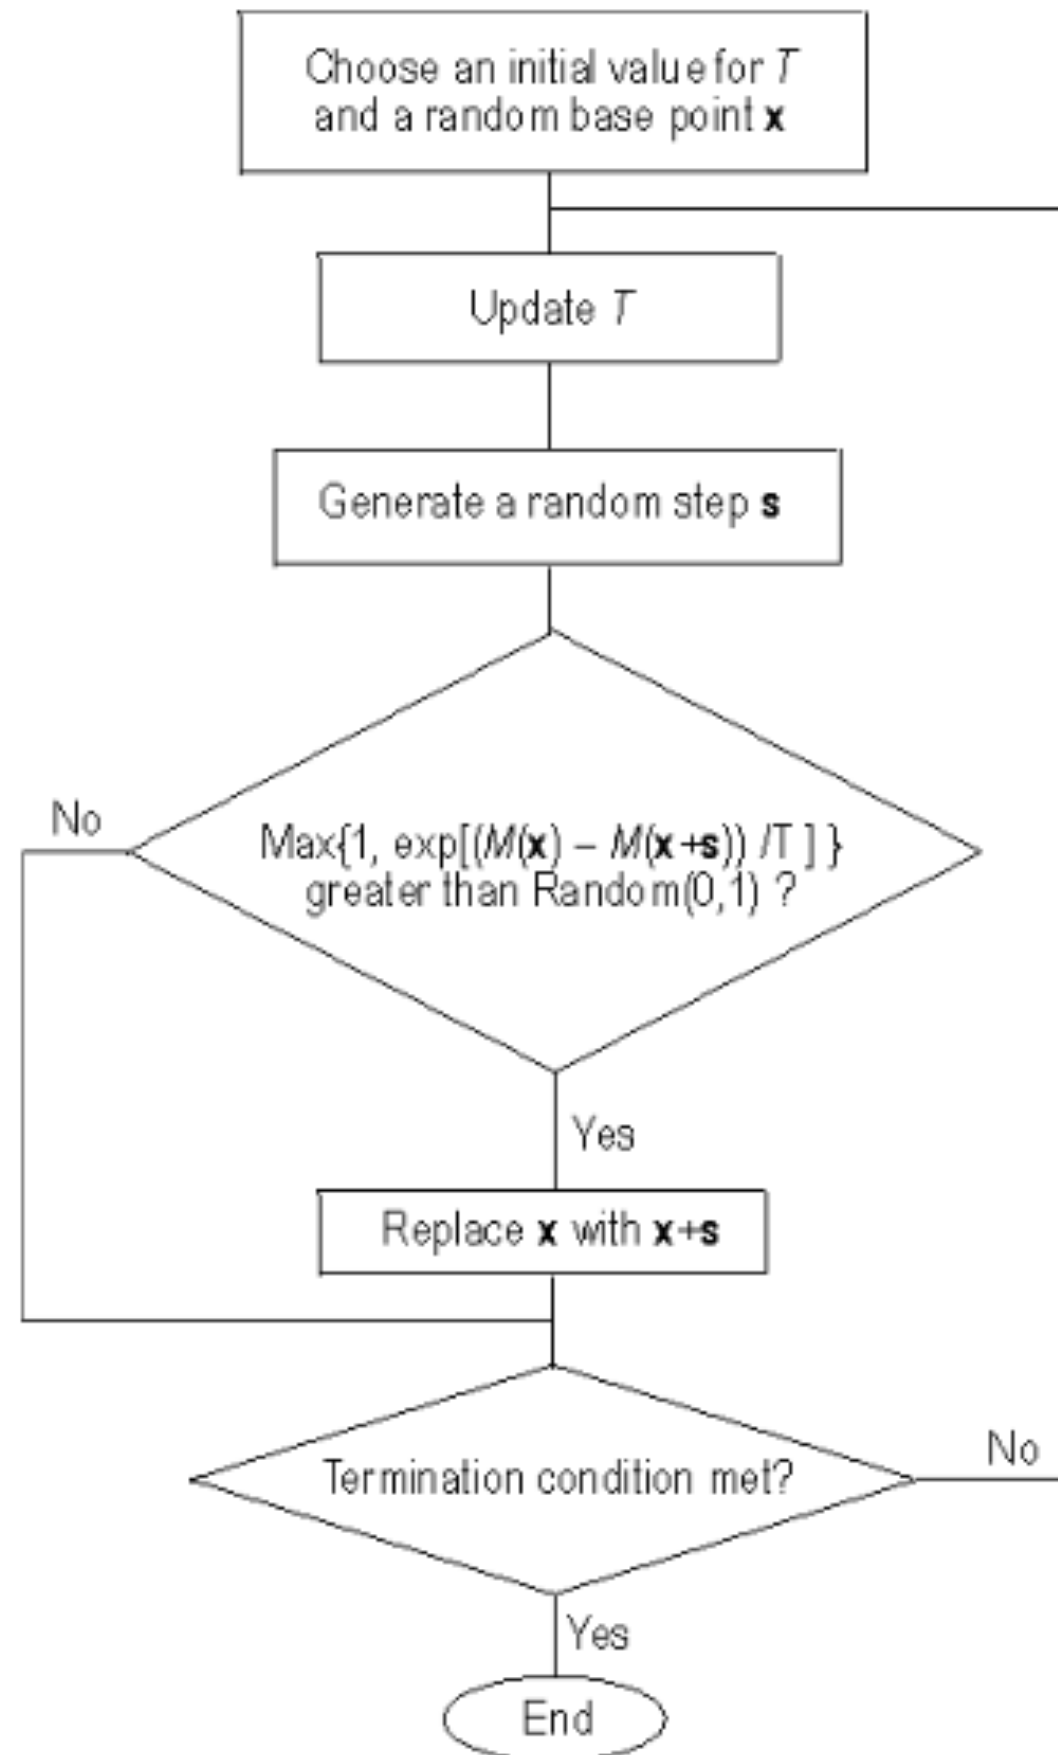 Choose an initial value for T
and a random base point x
Update T
Generate a random step s
No
Max{1, exp[(M(x) – M(x+s)) /T ] }
greater than Random(0,1) ?
Yes
Replace x with x+s
Termination condition met?
No
Yes
End